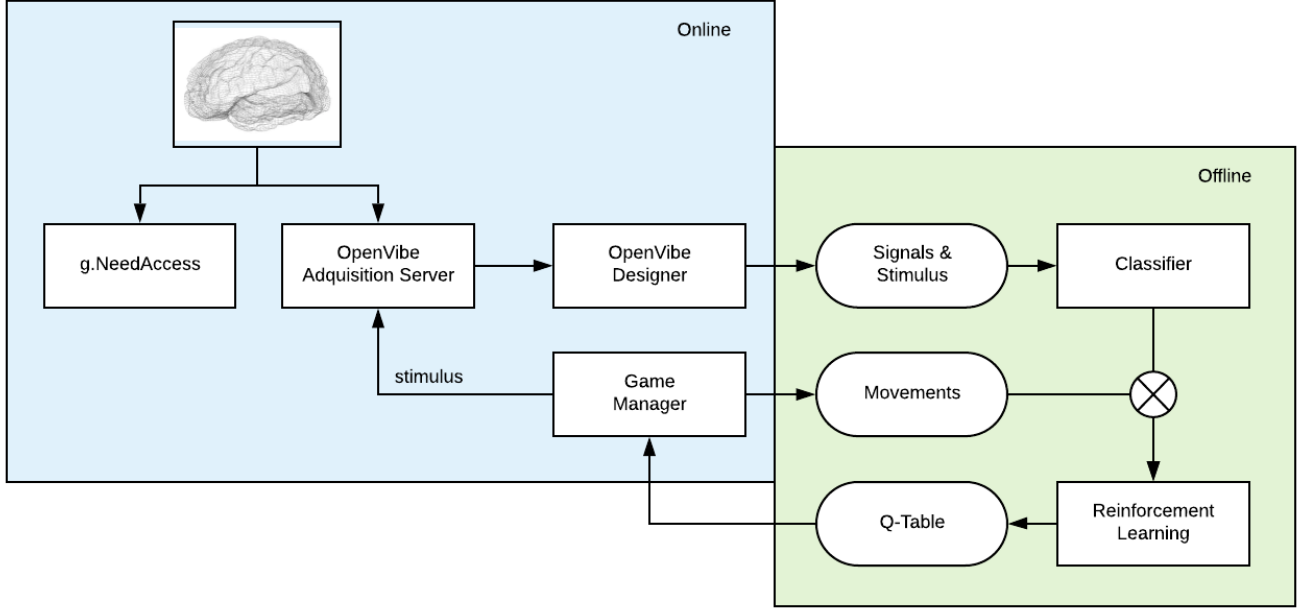 Online
Offline
g.NeedAccess
OpenVibe
Adquisition Server
OpenVibe
Designer
Signals &
Stimulus
Classifier
stimulus
Game
Manager
Movements
Q-Table
Reinforcement
Learning